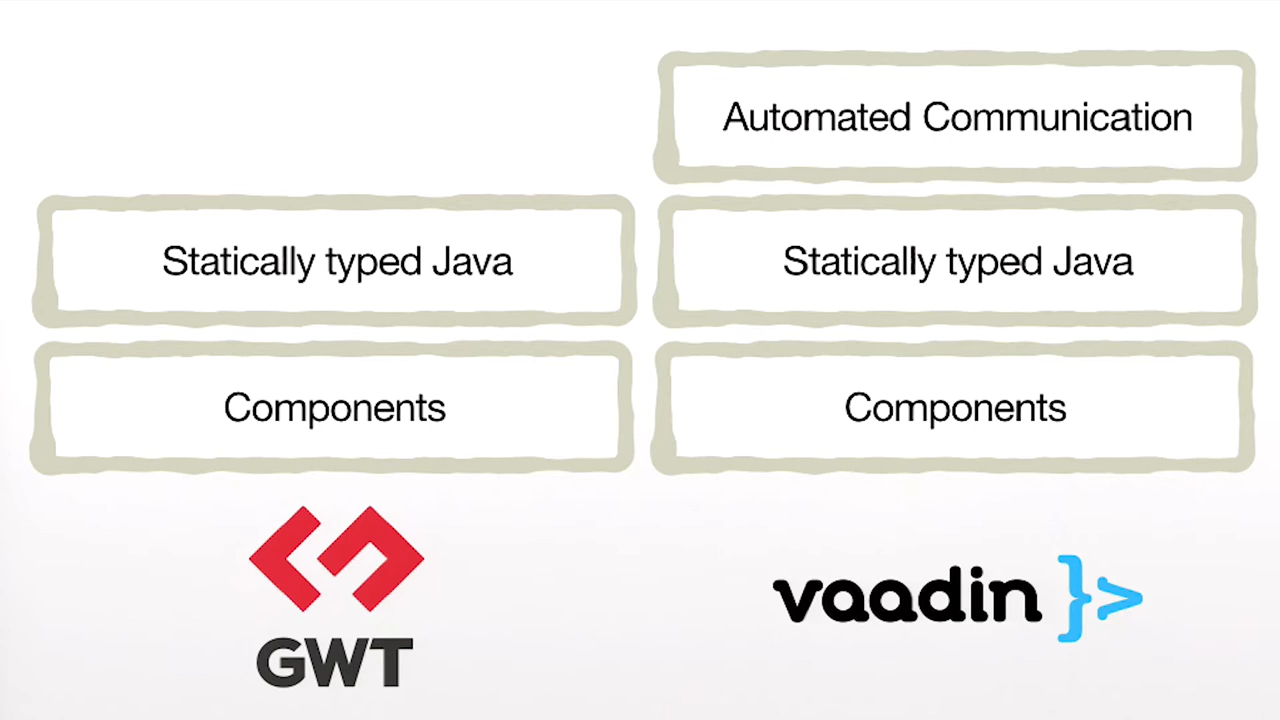 Automated Communication
Statically typed Java
Statically typed Java
Components
Components
GWT
vaadin }>